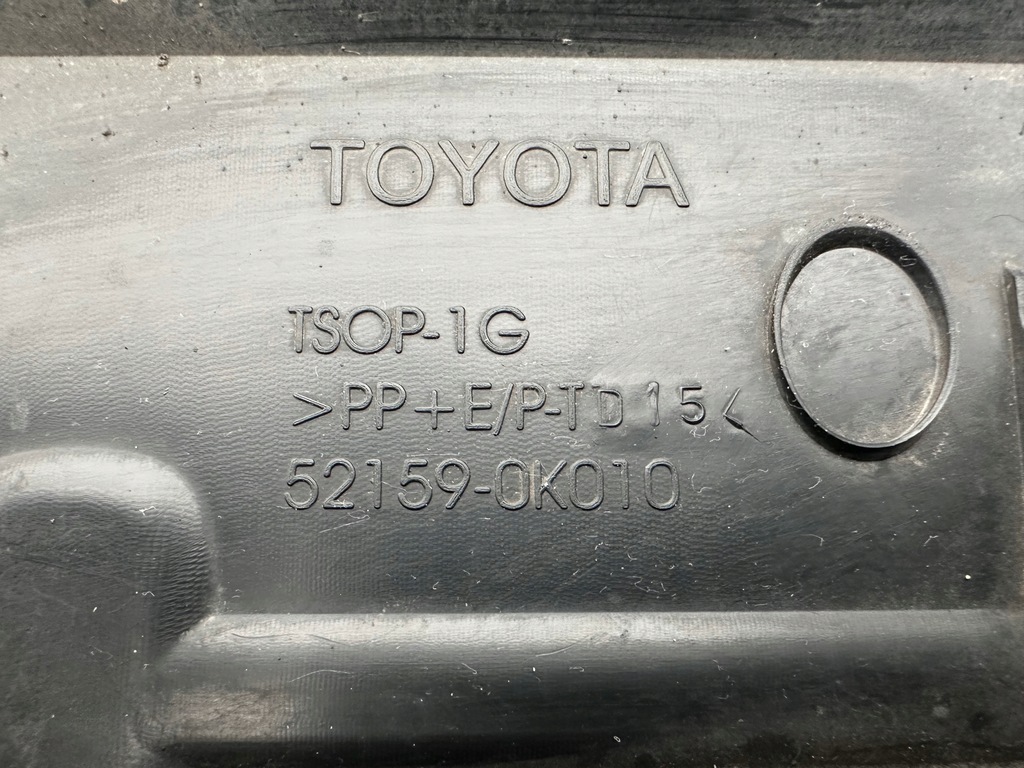 TOYOTA
TSOP-1G
>PP+E/P-TD15<
52159-0K010